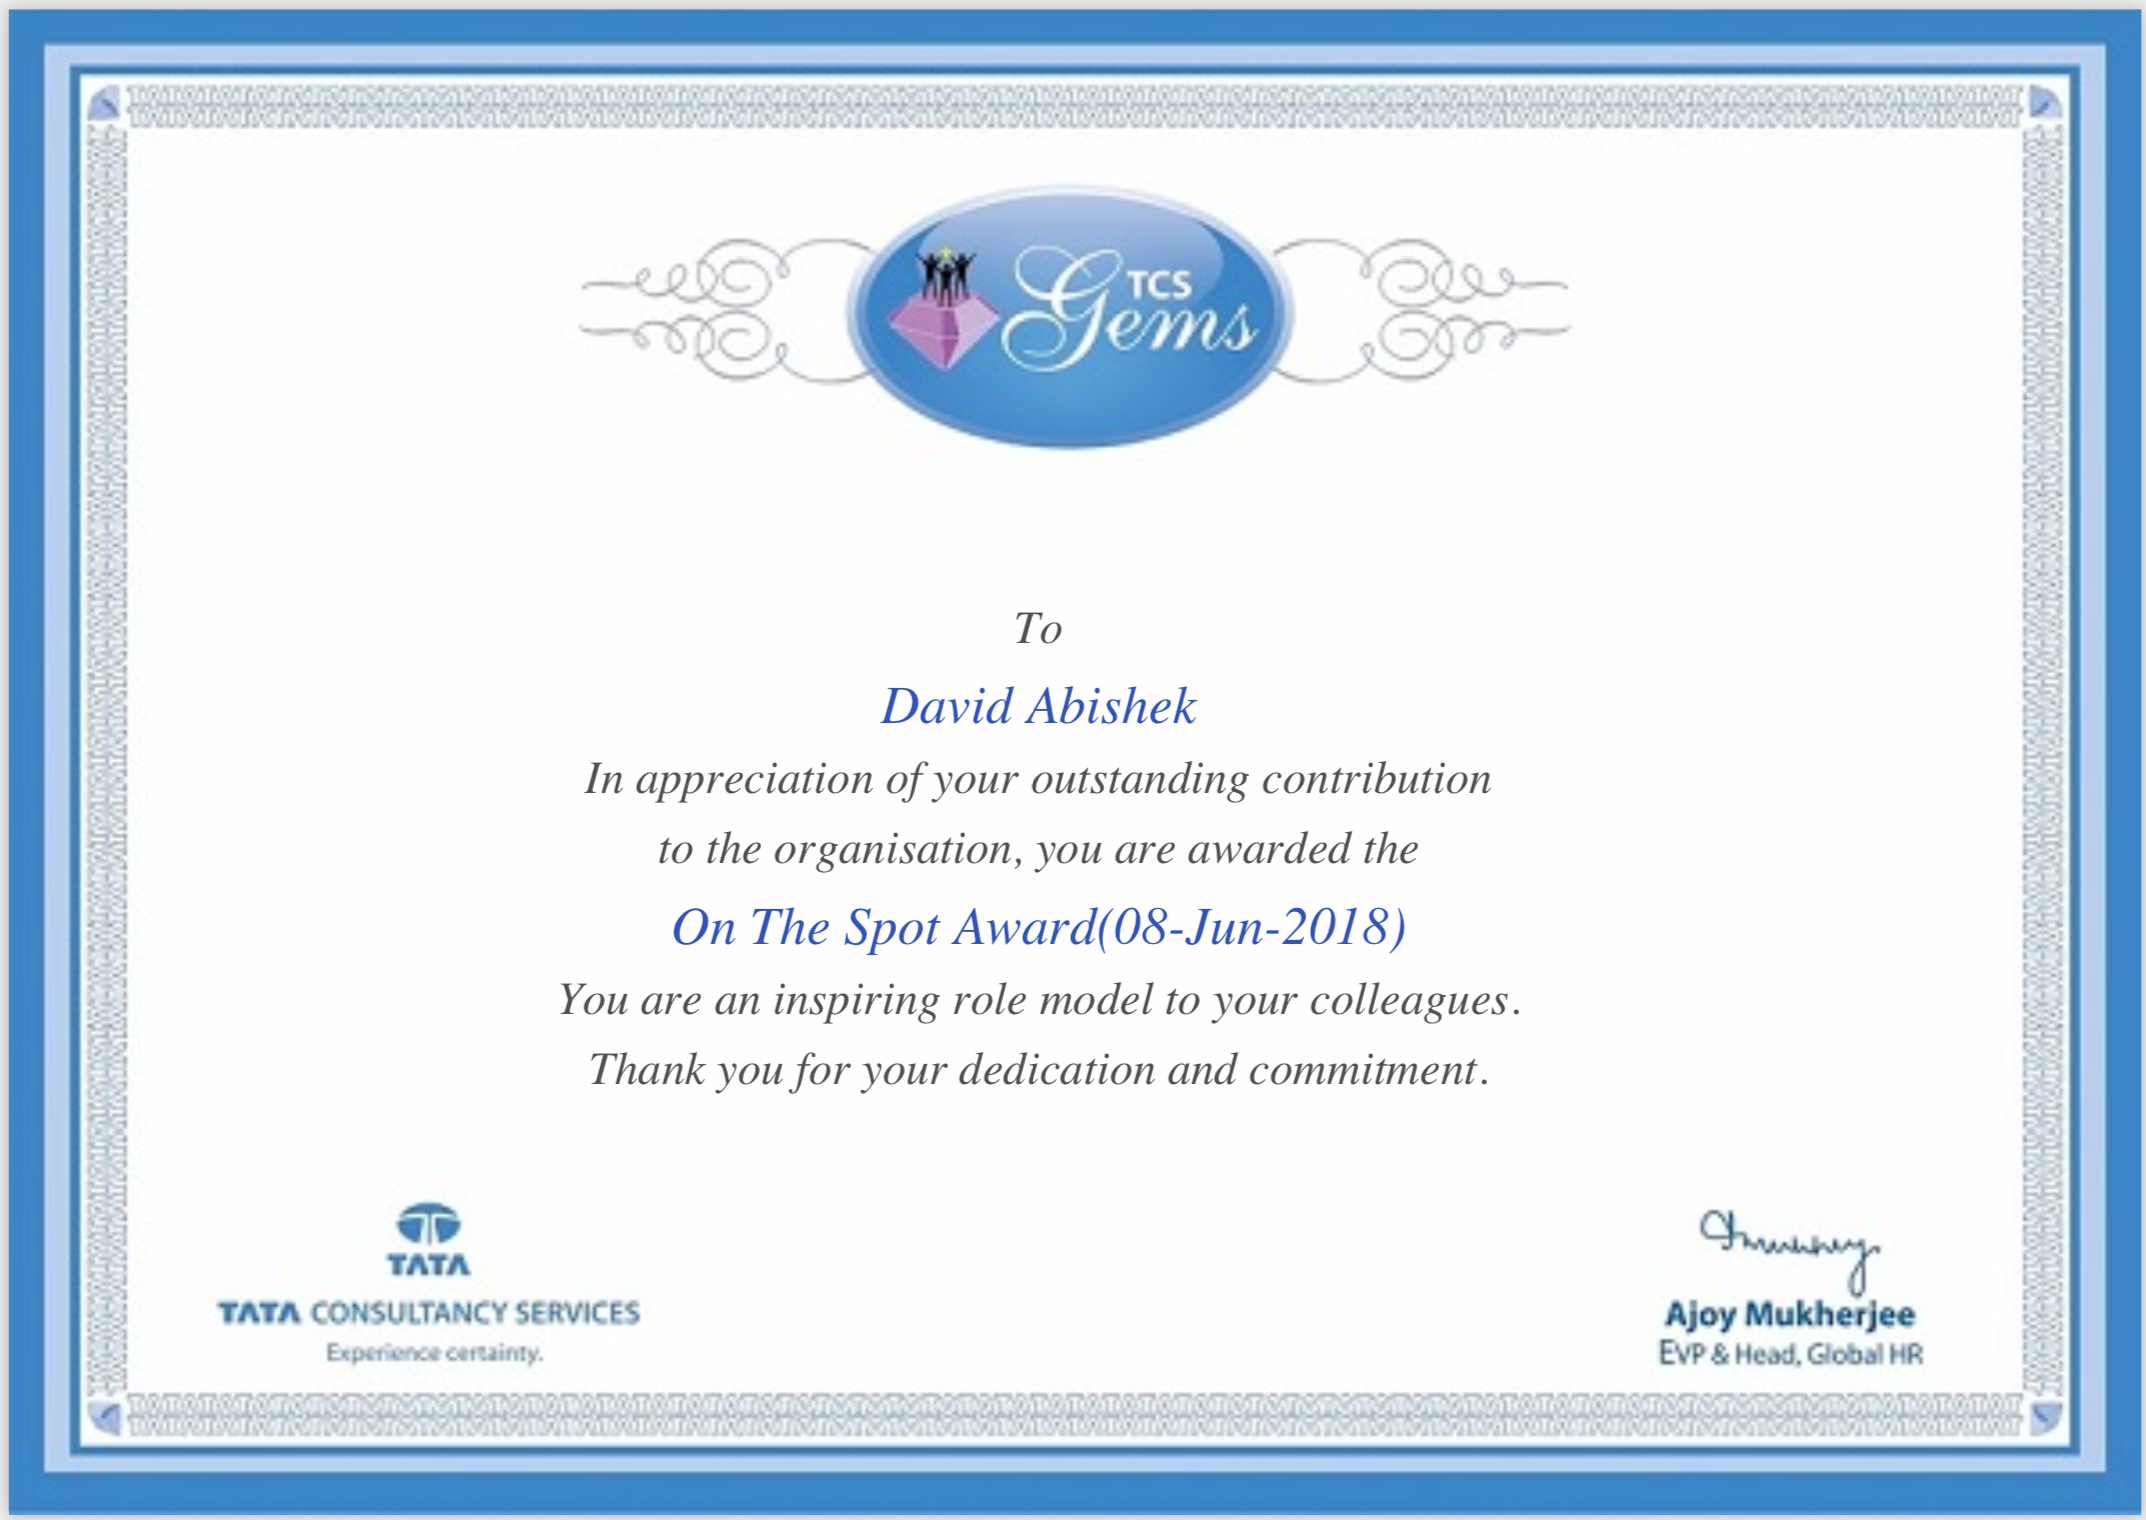 TCS
Gems
To
David Abishek
In appreciation of your outstanding contribution
to the organisation, you are awarded the
On The Spot Award(08-Jun-2018)
You are an inspiring role model to your colleagues.
Thank you for your dedication and commitment.
TATA
TATA CONSULTANCY SERVICES
Experience certainty.
Ajoy Mukherjee
EVP & Head, Global HR